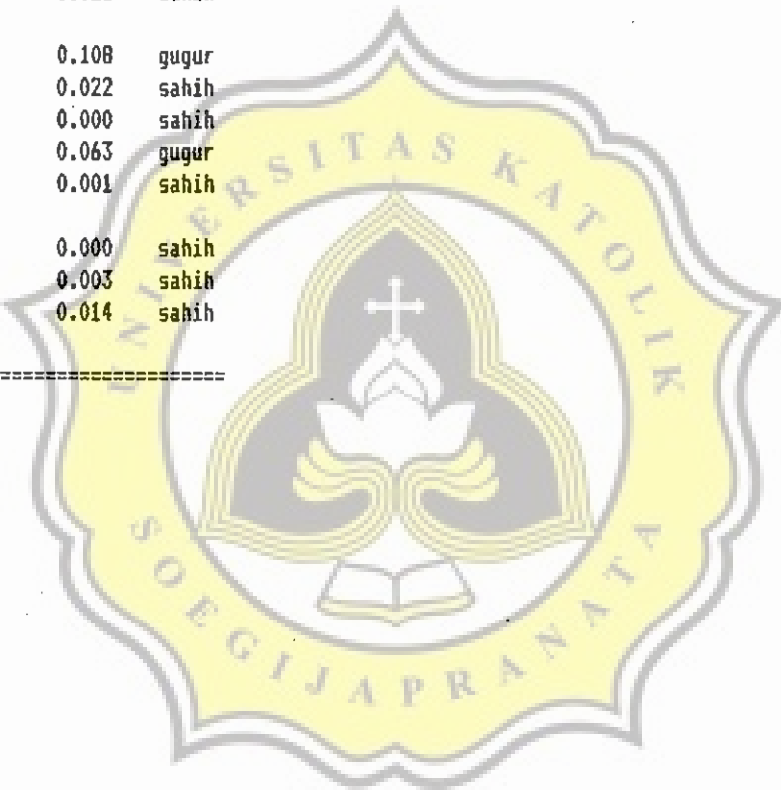 0.108 gugur
0.022 sahih
0.000 sahih
0.063 gugur
0.001 sahih
0.000 sahih
0.003 sahih
0.014 sahih
====================
UNIVERSITAS KATOLIK
SOEGIJAPRANATA